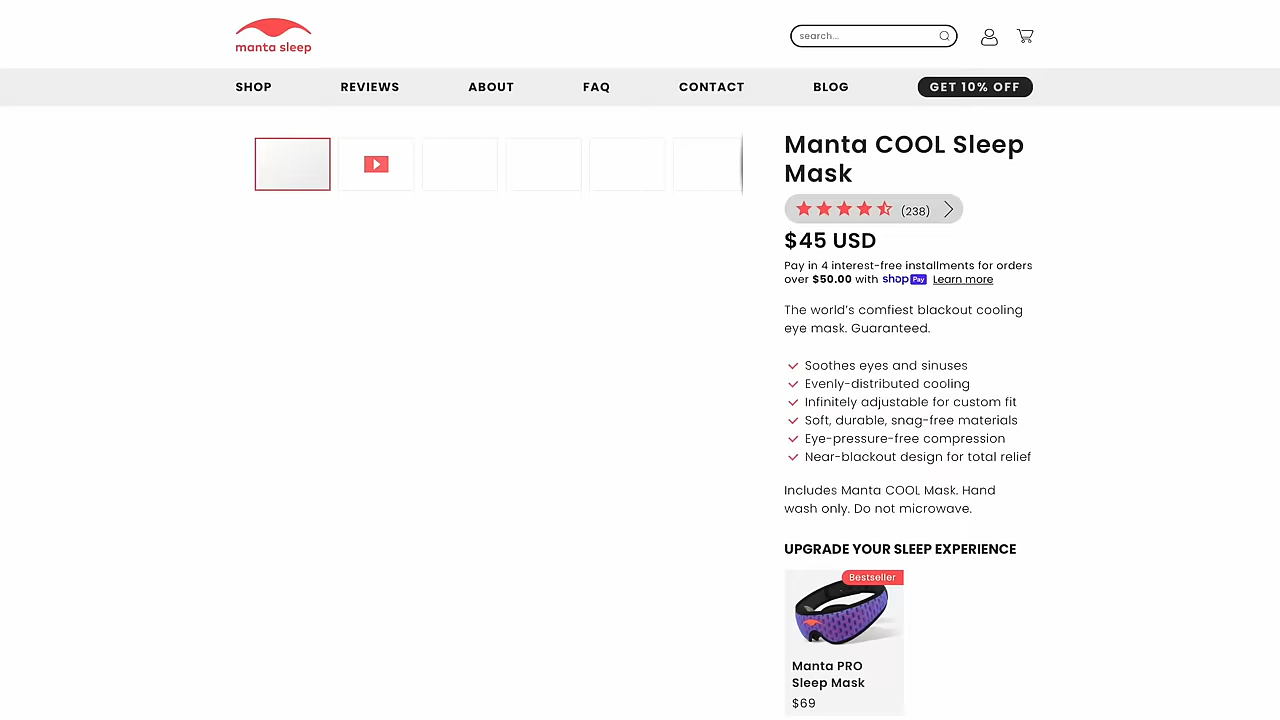 manta sleep
search...
SHOP
REVIEWS
ABOUT
FAQ
CONTACT
BLOG
GET 10% OFF
Manta COOL Sleep
Mask
(238)
$45 USD
Pay in 4 interest-free installments for orders
over $50.00 with shop Pay Learn more
The world's comfiest blackout cooling
eye mask. Guaranteed.
Soothes eyes and sinuses
Evenly-distributed cooling
Infinitely adjustable for custom fit
Soft, durable, snag-free materials
Eye-pressure-free compression
Near-blackout design for total relief
Includes Manta COOL Mask. Hand
wash only. Do not microwave.
UPGRADE YOUR SLEEP EXPERIENCE
Bestseller
Manta PRO
Sleep Mask
$69